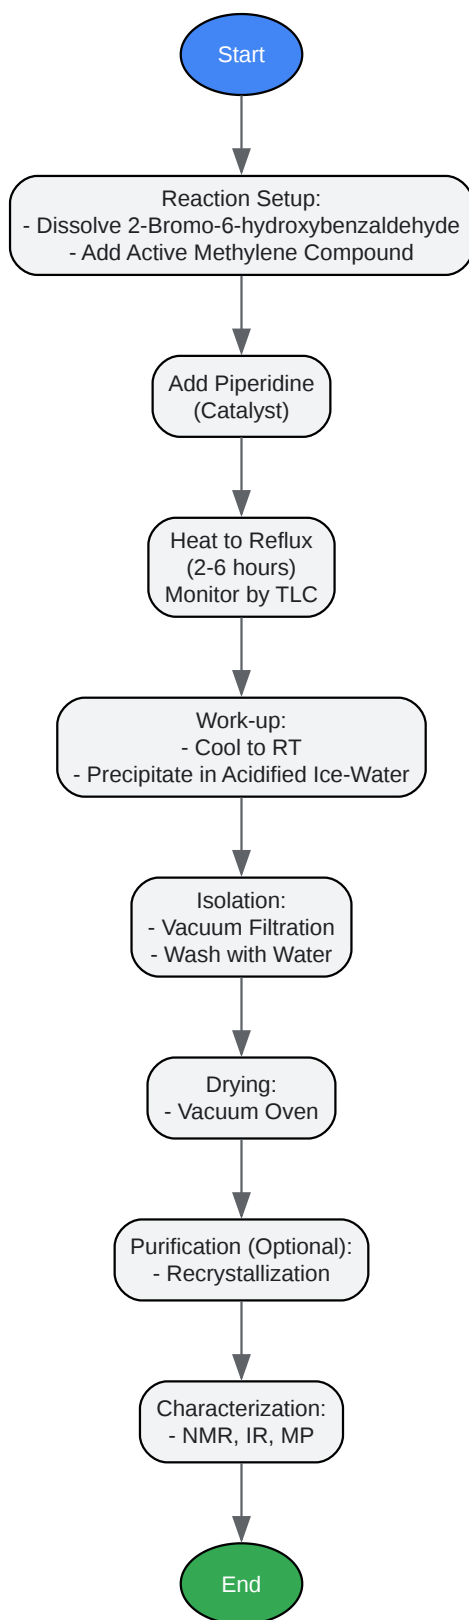 Start
Reaction Setup:
- Dissolve 2-Bromo-6-hydroxybenzaldehyde
- Add Active Methylene Compound
Add Piperidine
(Catalyst)
Heat to Reflux
(2-6 hours)
Monitor by TLC
Work-up:
- Cool to RT
- Precipitate in Acidified Ice-Water
Isolation:
- Vacuum Filtration
- Wash with Water
Drying:
- Vacuum Oven
Purification (Optional):
- Recrystallization
Characterization:
- NMR, IR, MP
End